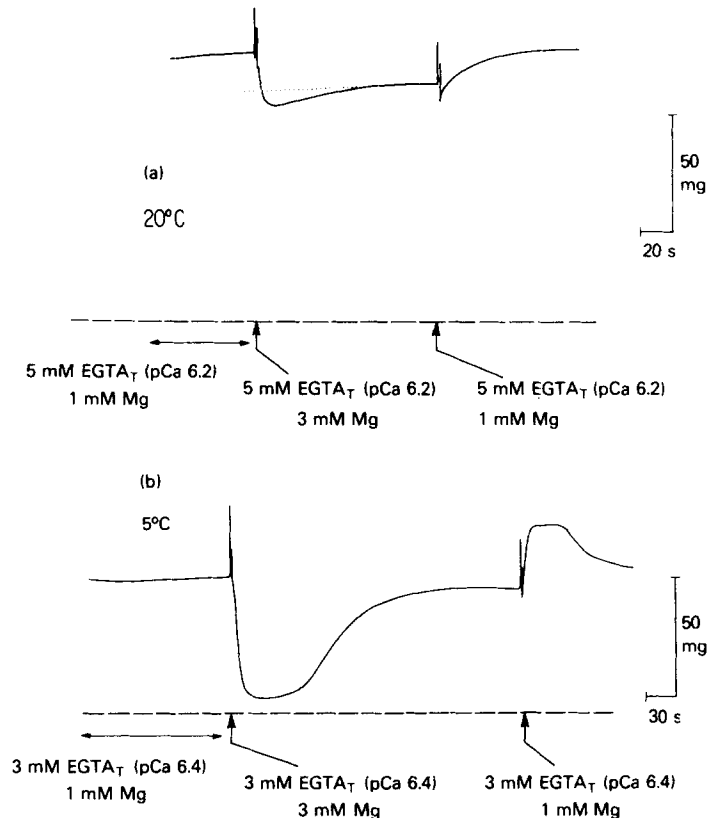 (a)
20°C
50
mg
20 s
5 mM EGTA_T (pCa 6.2)
1 mM Mg
5 mM EGTA_T (pCa 6.2)
3 mM Mg
5 mM EGTA_T (pCa 6.2)
1 mM Mg
(b)
5°C
50
mg
30 s
3 mM EGTA_T (pCa 6.4)
1 mM Mg
3 mM EGTA_T (pCa 6.4)
3 mM Mg
3 mM EGTA_T (pCa 6.4)
1 mM Mg